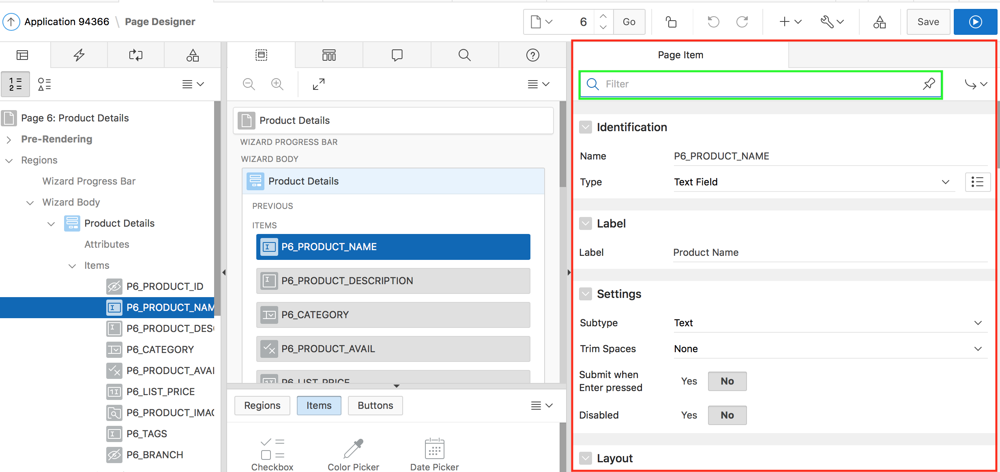 Application 94366 \ Page Designer
6
Go
Save
1
2
Page 6: Product Details
Pre-Rendering
Regions
Wizard Progress Bar
Wizard Body
Product Details
Attributes
Items
P6_PRODUCT_ID
P6_PRODUCT_NAM
P6_PRODUCT_DES
P6_CATEGORY
P6_PRODUCT_AVAI
P6_LIST_PRICE
P6_PRODUCT_IMAG
P6_TAGS
P6_BRANCH
Product Details
WIZARD PROGRESS BAR
WIZARD BODY
Product Details
PREVIOUS
ITEMS
P6_PRODUCT_NAME
P6_PRODUCT_DESCRIPTION
P6_CATEGORY
P6_PRODUCT_AVAIL
P6_LIST_PRICE
Regions
Items
Buttons
Checkbox
Color Picker
Date Picker
Page Item
Filter
Identification
Name
P6_PRODUCT_NAME
Type
Text Field
Label
Label
Product Name
Settings
Subtype
Text
Trim Spaces
None
Submit when
Enter pressed
Yes
No
Disabled
Yes
No
Layout